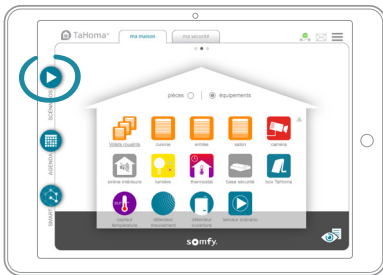 TaHoma®
ma maison
ma sécurité
pièces
équipements
SCÉNARIOS
AGENDA
SMART
Volets roulants
cuisine
entrée
salon
caméra
sirène intérieure
lumière
thermostat
base sécurité
box TaHoma
capteur
température
détecteur
mouvement
détecteur
ouverture
lanceur scénario
somfy.